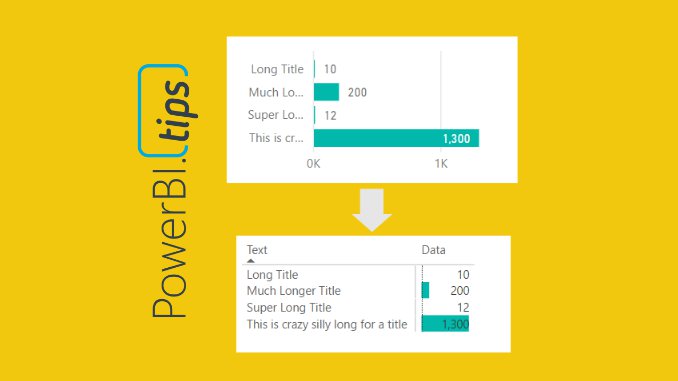 PowerBI.tips
Long Title 10
Much Lo... 200
Super Lo... 12
This is cr... 1,300
0K 1K
Text Data
Long Title 10
Much Longer Title 200
Super Long Title 12
This is crazy silly long for a title 1,300